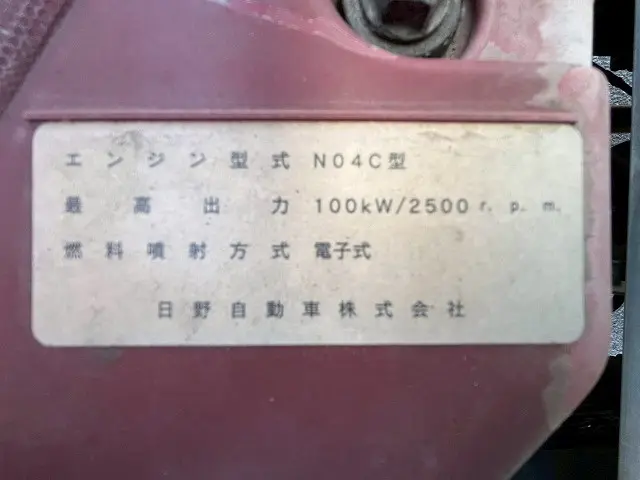 エンジン型式 N04C型
最高出力 100kW/2500 r.p.m.
燃料噴射方式 電子式
日野自動車株式会社